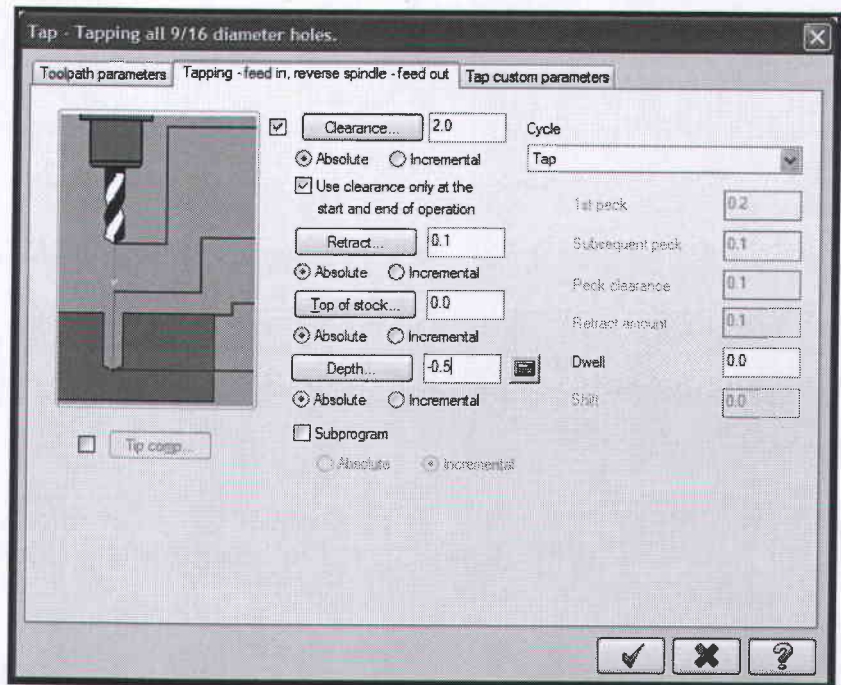 Tap - Tapping all 9/16 diameter holes.
Toolpath parameters
Tapping - feed in, reverse spindle - feed out
Tap custom parameters
Clearance...
2.0
Absolute
Incremental
Use clearance only at the
start and end of operation
Retract...
0.1
Absolute
Incremental
Top of stock...
0.0
Absolute
Incremental
Depth...
-0.5
Absolute
Incremental
Subprogram
Absolute
Incremental
Tip comp...
Cycle
Tap
1st peck
0.2
Subsequent peck
0.1
Peck clearance
0.1
Retract amount
0.1
Dwell
0.0
Shift
0.0